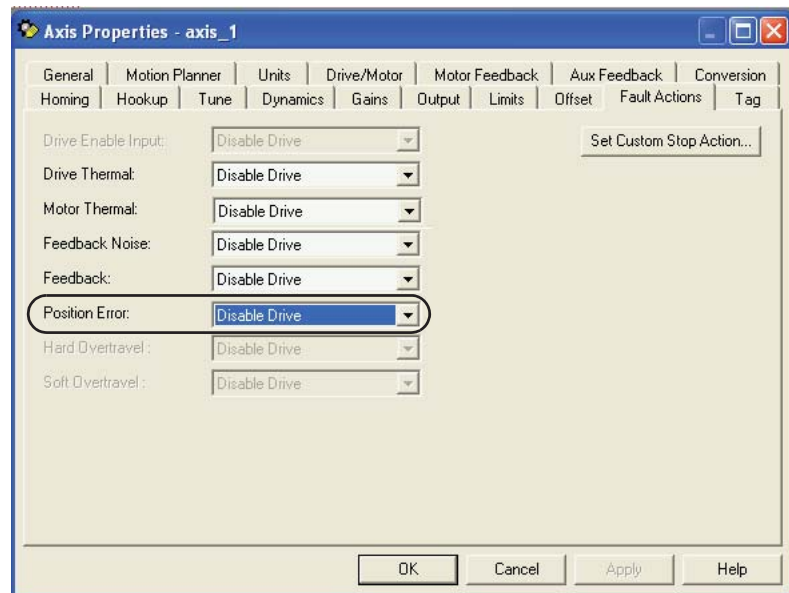 Axis Properties - axis_1
General Motion Planner Units Drive/Motor Motor Feedback Aux Feedback Conversion
Homing Hookup Tune Dynamics Gains Output Limits Offset Fault Actions Tag
Drive Enable Input: Disable Drive Set Custom Stop Action...
Drive Thermal: Disable Drive
Motor Thermal: Disable Drive
Feedback Noise: Disable Drive
Feedback: Disable Drive
Position Error: Disable Drive
Hard Overtravel : Disable Drive
Soft Overtravel : Disable Drive
OK Cancel Apply Help